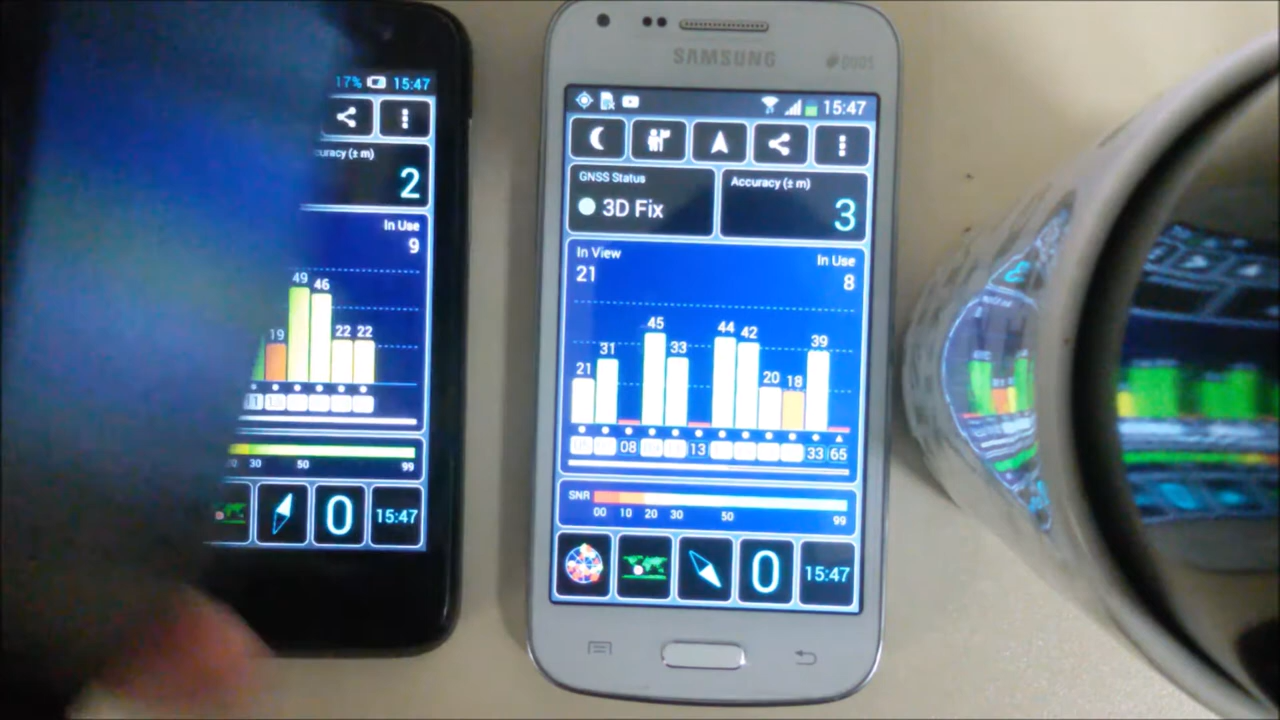 17% 15:47
curacy (± m)
2
In Use
9
49 46
19 22 22
30 50 99
0 15:47
SAMSUNG DUOS
15:47
GNSS Status
3D Fix
Accuracy (± m)
3
In View
21
In Use
8
21 31 45 33 44 42 20 18 39
08 13 33 65
SNR
00 10 20 30 50 99
0 15:47